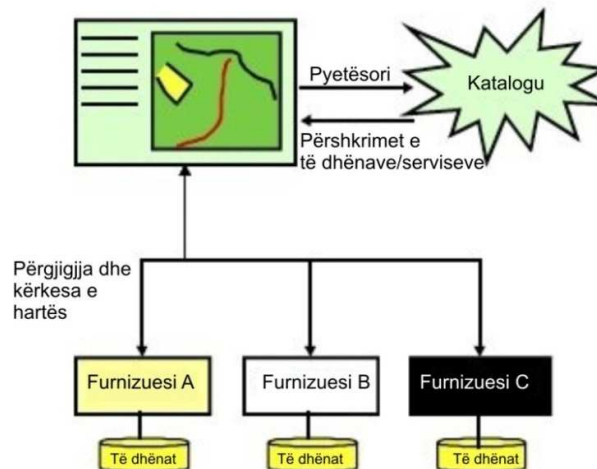 Pyetësori
Katalogu
Përshkrimet e
të dhënave/serviseve
Përgjigjja dhe
kërkesa e
hartës
Furnizuesi A
Furnizuesi B
Furnizuesi C
Të dhënat
Të dhënat
Të dhënat